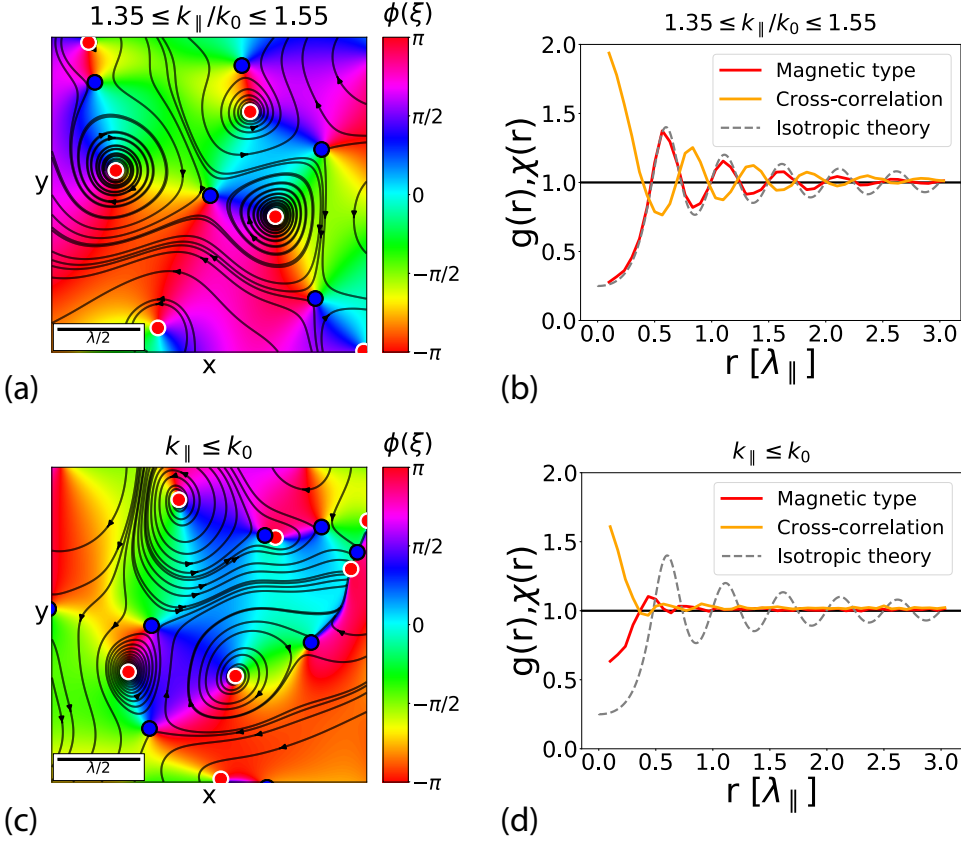 1.35 ≤ k∥/k0 ≤ 1.55
ϕ(ξ)
π
π/2
0
−π/2
−π
y
λ/2
x
(a)
1.35 ≤ k∥/k0 ≤ 1.55
2.0
1.5
1.0
0.5
0.0
g(r),χ(r)
Magnetic type
Cross-correlation
Isotropic theory
0.0 0.5 1.0 1.5 2.0 2.5 3.0
r [λ∥]
(b)
k∥ ≤ k0
ϕ(ξ)
π
π/2
0
−π/2
−π
y
λ/2
x
(c)
k∥ ≤ k0
2.0
1.5
1.0
0.5
0.0
g(r),χ(r)
Magnetic type
Cross-correlation
Isotropic theory
0.0 0.5 1.0 1.5 2.0 2.5 3.0
r [λ∥]
(d)